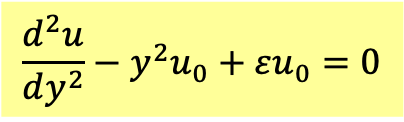 d²u/dy² − y²u₀ + εu₀ = 0